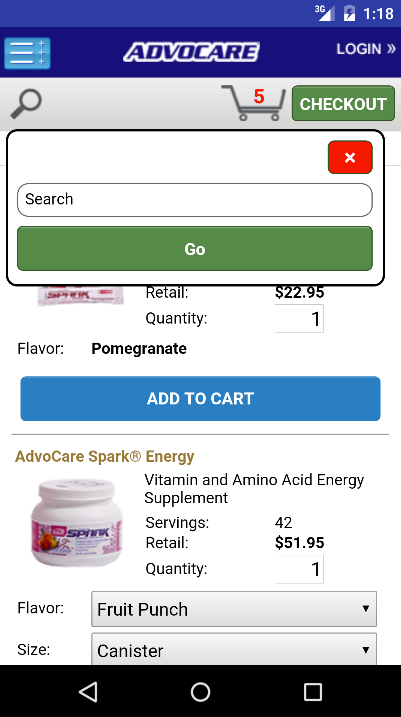 3G
1:18
ADVOCARE
LOGIN »
5
CHECKOUT
×
Search
Go
SPARK
Retail: $22.95
Quantity: 1
Flavor: Pomegranate
ADD TO CART
AdvoCare Spark® Energy
Vitamin and Amino Acid Energy
Supplement
Servings: 42
Retail: $51.95
Quantity: 1
SPARK
Flavor: Fruit Punch
Size: Canister